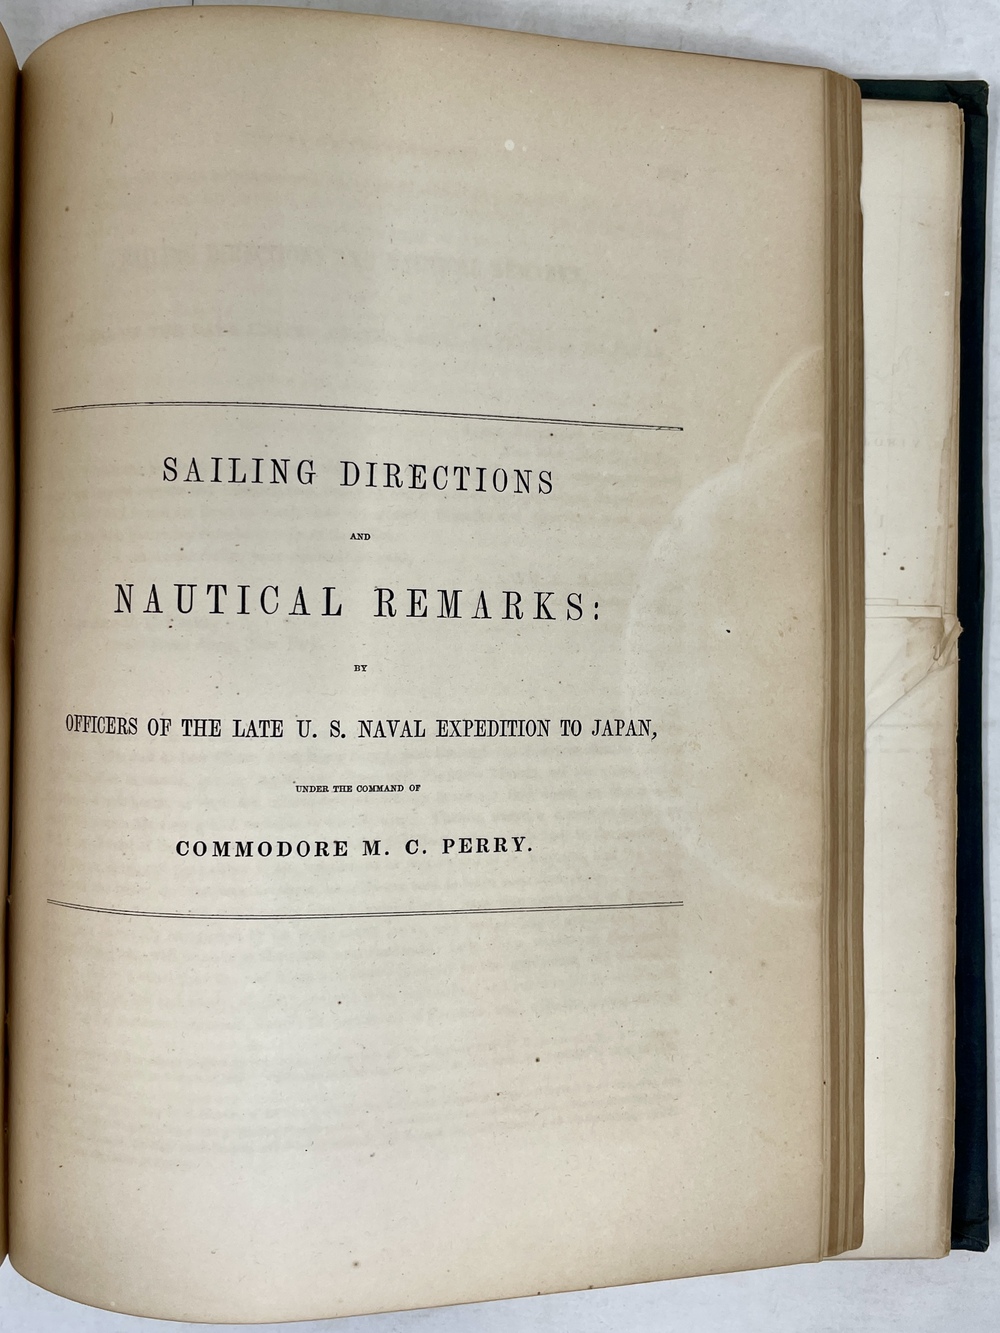 SAILING DIRECTIONS
AND
NAUTICAL REMARKS:
BY
OFFICERS OF THE LATE U. S. NAVAL EXPEDITION TO JAPAN,
UNDER THE COMMAND OF
COMMODORE M. C. PERRY.